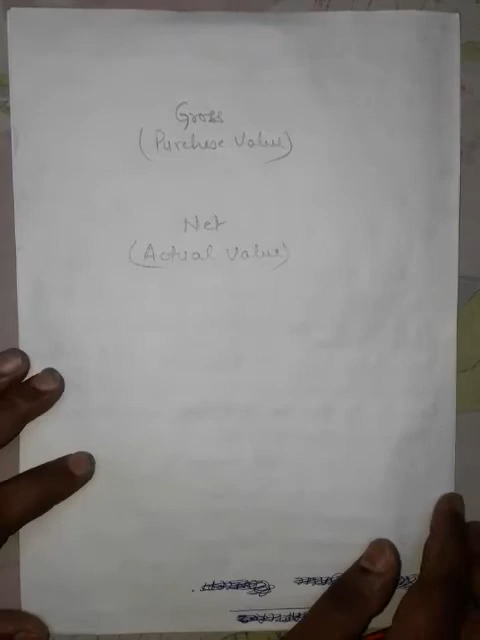 Gross
(Purchase Value)
Net
(Actual Value)